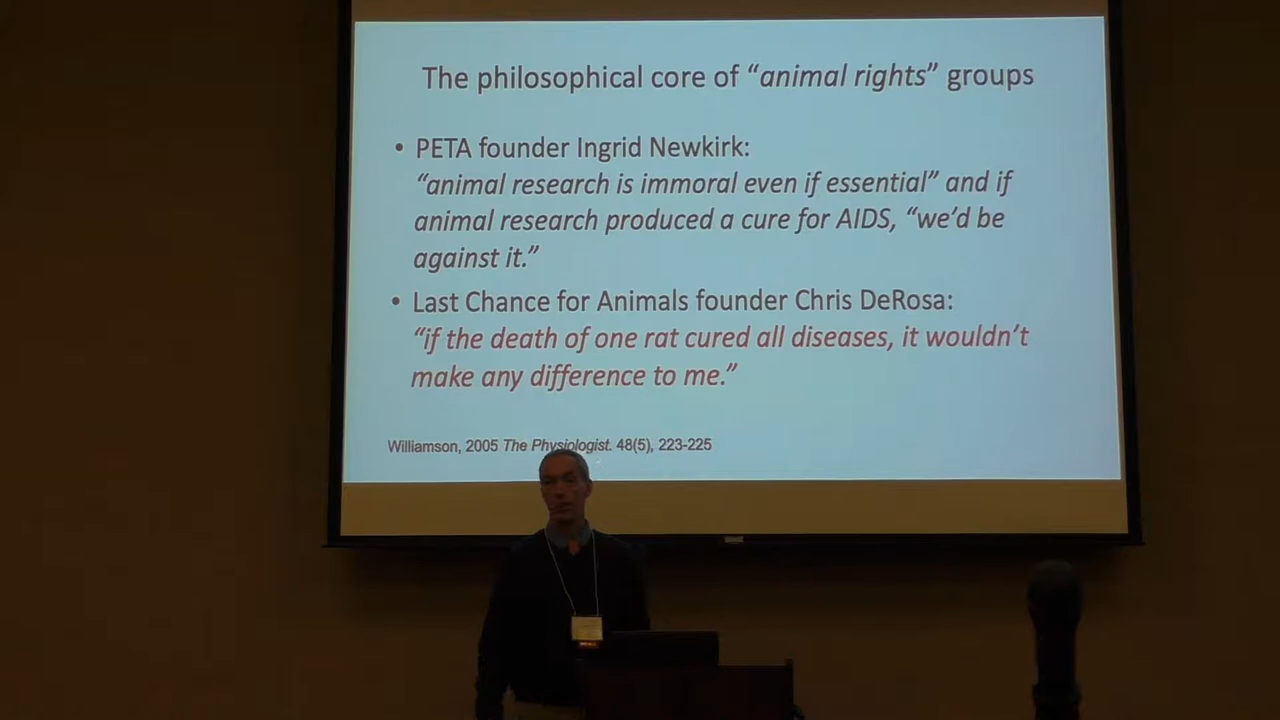 The philosophical core of “animal rights” groups
• PETA founder Ingrid Newkirk:
“animal research is immoral even if essential” and if
animal research produced a cure for AIDS, “we’d be
against it.”
• Last Chance for Animals founder Chris DeRosa:
“if the death of one rat cured all diseases, it wouldn’t
make any difference to me.”
Williamson, 2005 The Physiologist. 48(5), 223-225